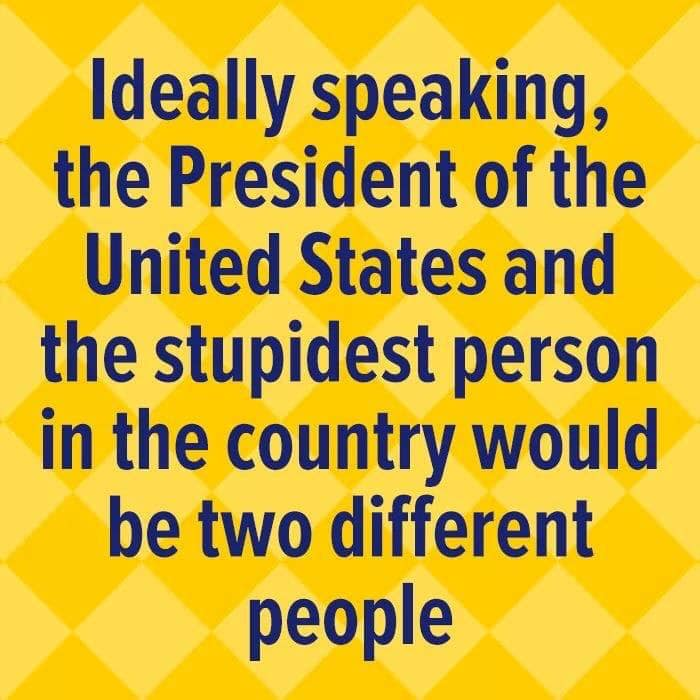 Ideally speaking,
the President of the
United States and
the stupidest person
in the country would
be two different
people